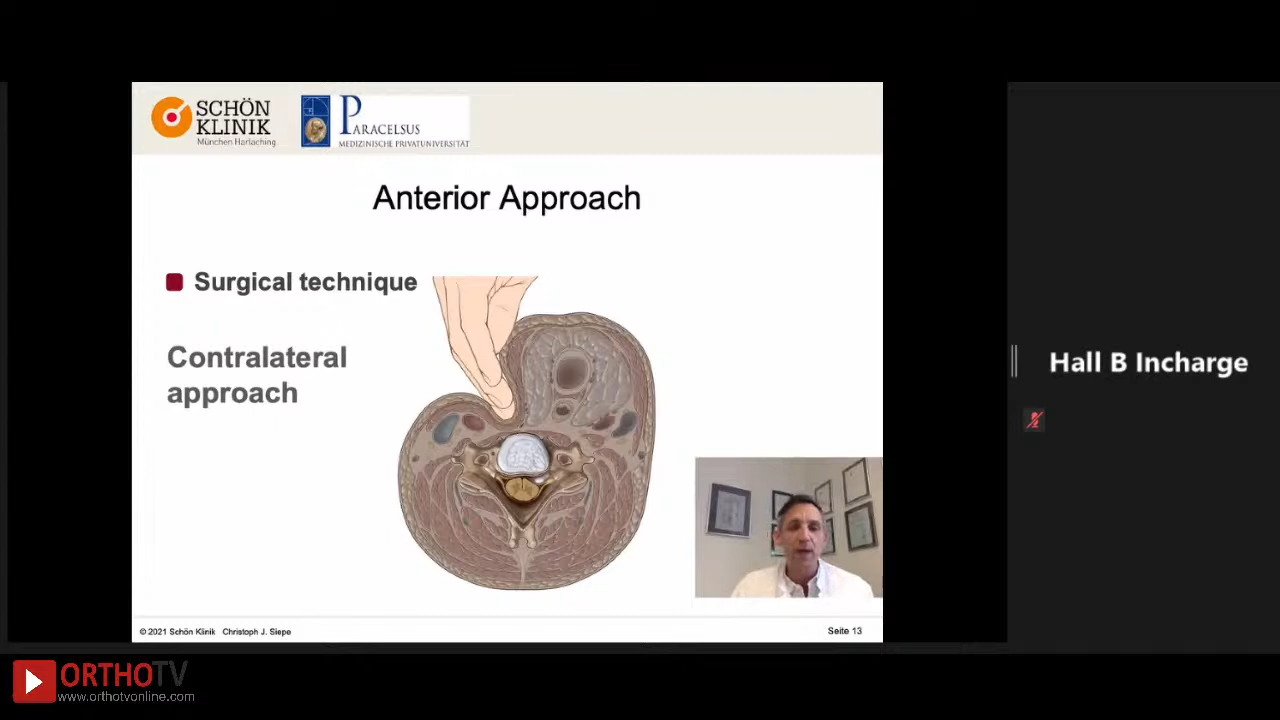 SCHÖN
KLINIK
München Harlaching
PARACELSUS
MEDIZINISCHE PRIVATUNIVERSITÄT
Anterior Approach
Surgical technique
Contralateral
approach
Hall B Incharge
© 2021 Schön Klinik Christoph J. Siepe
Seite 13
ORTHOTV
www.orthotvonline.com